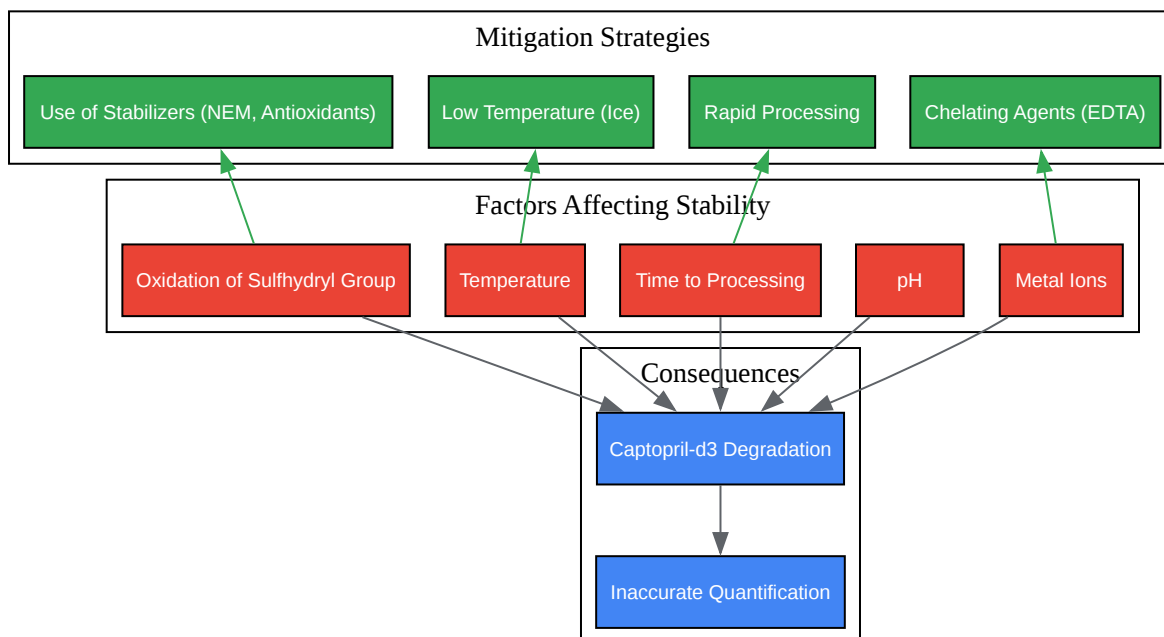 Mitigation Strategies
Use of Stabilizers (NEM, Antioxidants)
Low Temperature (Ice)
Rapid Processing
Chelating Agents (EDTA)
Factors Affecting Stability
Oxidation of Sulfhydryl Group
Temperature
Time to Processing
pH
Metal Ions
Consequences
Captopril-d3 Degradation
Inaccurate Quantification